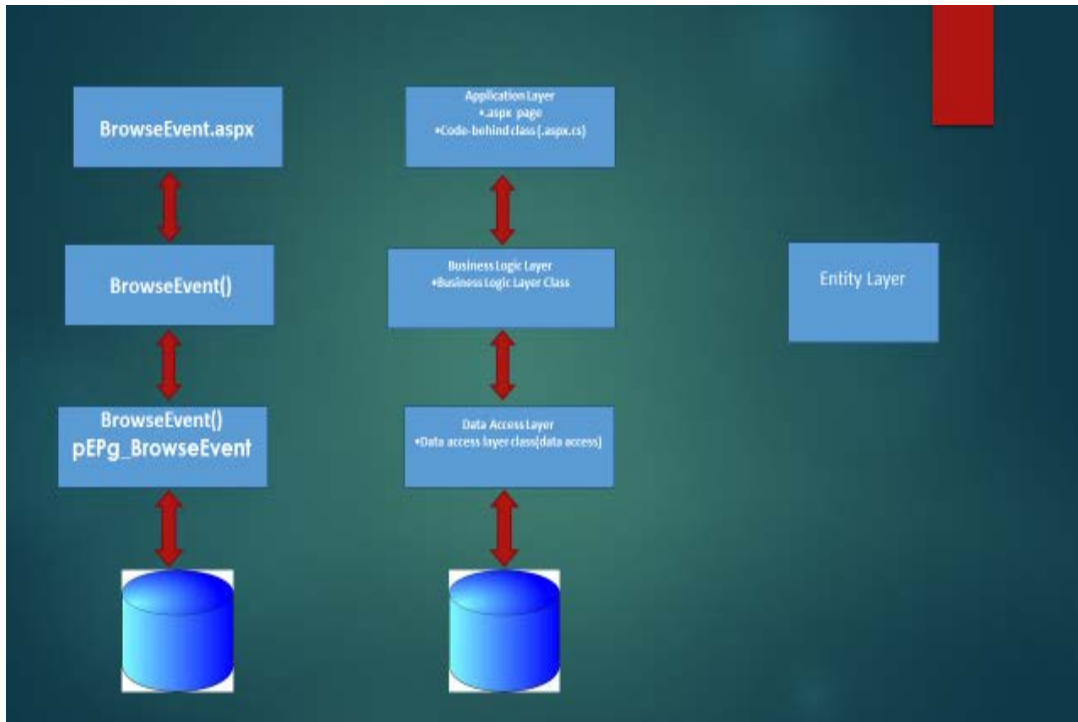 BrowseEvent.aspx
BrowseEvent()
BrowseEvent()
pEPg_BrowseEvent
Application Layer
•.aspx page
•Code-behind class (.aspx.cs)
Business Logic Layer
•Business Logic Layer Class
Data Access Layer
•Data access layer class(data access)
Entity Layer